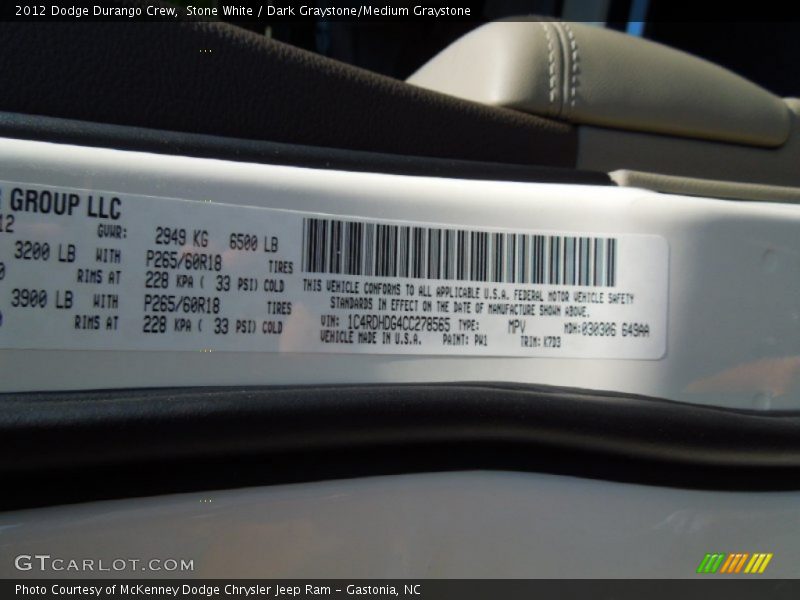 2012 Dodge Durango Crew, Stone White / Dark Graystone/Medium Graystone
GROUP LLC
12 GVWR: 2949 KG 6500 LB
3200 LB WITH P265/60R18 TIRES
0 RIMS AT 228 KPA ( 33 PSI) COLD
3900 LB WITH P265/60R18 TIRES
RIMS AT 228 KPA ( 33 PSI) COLD
THIS VEHICLE CONFORMS TO ALL APPLICABLE U.S.A. FEDERAL MOTOR VEHICLE SAFETY
STANDARDS IN EFFECT ON THE DATE OF MANUFACTURE SHOWN ABOVE.
VIN: 1C4RDHDG4CC278565 TYPE: MPV MDH:030306 649AA
VEHICLE MADE IN U.S.A. PAINT: PW1 TRIM: K7D3
GTCARLOT.COM
Photo Courtesy of McKenney Dodge Chrysler Jeep Ram – Gastonia, NC